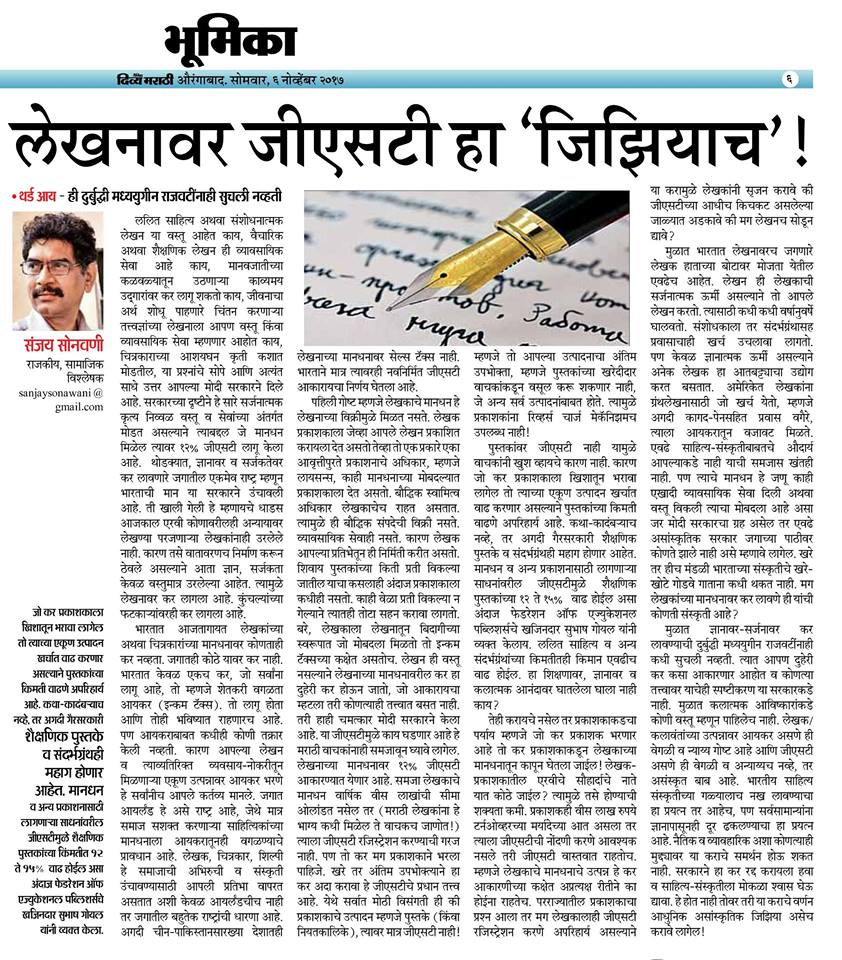 भूमिका
दिव्य मराठी औरंगाबाद. सोमवार, ६ नोव्हेंबर २०१७
६
लेखनावर जीएसटी हा 'जिझियाच'!
• थर्ड आय - ही दुर्बुद्धी मध्ययुगीन राजवटींनाही सुचली नव्हती
संजय सोनवणी
राजकीय, सामाजिक
विश्लेषक
sanjaysonawani @
gmail.com
जो कर प्रकाशकाला
खिशातून भरावा लागेल
तो त्याच्या एकूण उत्पादन
खर्चात वाढ करणार
असल्याने पुस्तकांच्या
किमती वाढणे अपरिहार्य
आहे. कथा-कादंबऱ्याच
नव्हे, तर अगदी गैरसरकारी
शैक्षणिक पुस्तके
व संदर्भग्रंथही
महाग होणार
आहेत. मानधन
व अन्य प्रकाशनासाठी
लागणाऱ्या साधनांवरील
जीएसटीमुळे शैक्षणिक
पुस्तकांच्या किंमतीत १२
ते १५% वाढ होईल असा
अंदाज फेडरेशन ऑफ
एज्युकेशनल पब्लिशर्सचे
खजिनदार सुभाष गोयल
यांनी व्यक्त केला.
ललित साहित्य अथवा संशोधनात्मक
लेखन या वस्तू आहेत काय, वैचारिक
अथवा शैक्षणिक लेखन ही व्यावसायिक
सेवा आहे काय, मानवजातीच्या
कळवळ्यातून उठणाऱ्या काव्यमय
उद्गारांवर कर लागू शकतो काय, जीवनाचा
अर्थ शोधू पाहणारे चिंतन करणाऱ्या
तत्त्वज्ञांच्या लेखनाला आपण वस्तू किंवा
व्यावसायिक सेवा म्हणणार आहोत काय,
चित्रकाराच्या आशयघन कृती कशात
मोडतील, या प्रश्नांचे सोपे आणि अत्यंत
साधे उत्तर आपल्या मोदी सरकारने दिले
आहे. सरकारच्या दृष्टीने हे सारे सर्जनात्मक
कृत्य निव्वळ वस्तू व सेवांच्या अंतर्गत
मोडत असल्याने त्याबद्दल जे मानधन
मिळेल त्यावर १२% जीएसटी लागू केला
आहे. थोडक्यात, ज्ञानावर व सर्जकतेवर
कर लावणारे जगातील एकमेव राष्ट्र म्हणून
भारताची मान या सरकारने उंचावली
आहे. ती खाली गेली हे म्हणायचे धाडस
आजकाल एरवी कोणावरीलही अन्यायावर
लेखण्या परजणाऱ्या लेखकांनाही उरलेले
नाही. कारण तसे वातावरणच निर्माण करून
ठेवले असल्याने आता ज्ञान, सर्जकता
केवळ वस्तुमात्र उरलेल्या आहेत. त्यामुळे
लेखनावर कर लागला आहे. कुंचल्यांच्या
फटकाऱ्यांवरही कर लागला आहे.
भारतात आजतागायत लेखकांच्या
अथवा चित्रकारांच्या मानधनावर कोणताही
कर नव्हता. जगातही कोठे यावर कर नाही.
भारतात केवळ एकच कर, जो सर्वांना
लागू आहे, तो म्हणजे शेतकरी वगळता
आयकर (इन्कम टॅक्स). तो लागू होता
आणि तोही भविष्यात राहणारच आहे.
पण आयकराबाबत कधीही कोणी तक्रार
केली नव्हती. कारण आपल्या लेखन
व त्याव्यतिरिक्त व्यवसाय-नोकरीतून
मिळणाऱ्या एकूण उत्पन्नावर आयकर भरणे
हे सर्वांनीच आपले कर्तव्य मानले. जगात
आयर्लंड हे असे राष्ट्र आहे, जेथे मात्र
समाज सशक्त करणाऱ्या साहित्यिकांच्या
मानधनाला आयकरातूनही वगळण्याचे
प्रावधान आहे. लेखक, चित्रकार, शिल्पी
हे समाजाची अभिरुची व संस्कृती
उंचावण्यासाठी आपली प्रतिभा वापरत
असतात अशी केवळ आयर्लंडचीच नाही
तर जगातील बहुतेक राष्ट्रांची धारणा आहे.
अगदी चीन-पाकिस्तानसारख्या देशातही
लेखनाच्या मानधनावर सेल्स टॅक्स नाही.
भारताने मात्र त्यावरही नवनिर्मित जीएसटी
आकारायचा निर्णय घेतला आहे.
पहिली गोष्ट म्हणजे लेखकाचे मानधन हे
लेखनाच्या विक्रीमुळे मिळत नसते. लेखक
प्रकाशकाला जेव्हा आपले लेखन प्रकाशित
करायला देत असतो तेव्हा तो एक प्रकारे एका
आवृत्तीपुरते प्रकाशनाचे अधिकार, म्हणजे
लायसन्स, काही मानधनाच्या मोबदल्यात
प्रकाशकाला देत असतो. बौद्धिक स्वामित्व
अधिकार लेखकाचेच राहत असतात.
त्यामुळे ही बौद्धिक संपदेची विक्री नसते.
व्यावसायिक सेवाही नसते. कारण लेखक
आपल्या प्रतिभेतून ही निर्मिती करीत असतो.
शिवाय पुस्तकांच्या किती प्रती विकल्या
जातील याचा कसलाही अंदाज प्रकाशकाला
कधीही नसतो. काही वेळा प्रती विकल्या न
गेल्याने त्यातही तोटा सहन करावा लागतो.
बरे, लेखकाला लेखनातून बिदागीच्या
स्वरूपात जो मोबदला मिळतो तो इन्कम
टॅक्सच्या कक्षेत असतोच. लेखन ही वस्तू
नसल्याने लेखनाच्या मानधनावरील कर हा
दुहेरी कर होऊन जातो, जो आकारायचा
म्हटला तरी कोणत्याही तत्त्वात बसत नाही.
तरी हाही चमत्कार मोदी सरकारने केला
आहे. या जीएसटीमुळे काय घडणार आहे हे
मराठी वाचकांनाही समजावून घ्यावे लागेल.
लेखनाच्या मानधनावर १२% जीएसटी
आकारण्यात येणार आहे. समजा लेखकाचे
मानधन वार्षिक वीस लाखांची सीमा
ओलांडत नसेल तर (मराठी लेखकांना हे
भाग्य कधी मिळेल ते वाचकच जाणोत!)
त्याला जीएसटी रजिस्ट्रेशन करण्याची गरज
नाही. पण तो कर मग प्रकाशकाने भरला
पाहिजे. खरे तर अंतिम उपभोक्त्याने हा
कर अदा करावा हे जीएसटीचे प्रधान तत्त्व
आहे. येथे सर्वात मोठी विसंगती ही की
प्रकाशकाचे उत्पादन म्हणजे पुस्तके (किंवा
नियतकालिके), त्यावर मात्र जीएसटी नाही!
म्हणजे तो आपल्या उत्पादनाचा अंतिम
उपभोक्ता, म्हणजे पुस्तकांच्या खरेदीदार
वाचकांकडून वसूल करू शकणार नाही,
जे अन्य सर्व उत्पादनांबाबत होते. त्यामुळे
प्रकाशकांना रिव्हर्स चार्ज मेकॅनिझमच
उपलब्ध नाही!
पुस्तकांवर जीएसटी नाही यामुळे
वाचकांनी खुश व्हायचे कारण नाही. कारण
जो कर प्रकाशकाला खिशातून भरावा
लागेल तो त्याच्या एकूण उत्पादन खर्चात
वाढ करणार असल्याने पुस्तकांच्या किमती
वाढणे अपरिहार्य आहे. कथा-कादंबऱ्याच
नव्हे, तर अगदी गैरसरकारी शैक्षणिक
पुस्तके व संदर्भग्रंथही महाग होणार आहेत.
मानधन व अन्य प्रकाशनासाठी लागणाऱ्या
साधनांवरील जीएसटीमुळे शैक्षणिक
पुस्तकांच्या १२ ते १५% वाढ होईल असा
अंदाज फेडरेशन ऑफ एज्युकेशनल
पब्लिशर्सचे खजिनदार सुभाष गोयल यांनी
व्यक्त केलाय. ललित साहित्य व अन्य
संदर्भग्रंथांच्या किमतीतही किमान एवढीच
वाढ होईल. हा शिक्षणावर, ज्ञानावर व
कलात्मक आनंदावर घातलेला घाला नाही
काय?
तेही करायचे नसेल तर प्रकाशकाकडचा
पर्याय म्हणजे जो कर प्रकाशक भरणार
आहे तो कर प्रकाशकाकडून लेखकाच्या
मानधनातून कापून घेतला जाईल! लेखक-
प्रकाशकातील एरवीचे सौहार्दाचे नाते
यात कोठे जाईल? त्यामुळे तसे होण्याची
शक्यता कमी. प्रकाशकही वीस लाख रुपये
टर्नओव्हरच्या मर्यादेच्या आत असला तर
त्याला जीएसटीची नोंदणी करणे आवश्यक
नसले तरी जीएसटी वास्तवात राहतोच.
म्हणजे लेखकाचे मानधनाचे उत्पन्न हे कर
आकारणीच्या कक्षेत अप्रत्यक्ष रीतीने का
होईना राहतेच. परराज्यातील प्रकाशकाचा
प्रश्न आला तर मग लेखकालाही जीएसटी
रजिस्ट्रेशन करणे अपरिहार्य असल्याने
या करामुळे लेखकांनी सृजन करावे की
जीएसटीच्या आधीच किचकट असलेल्या
जाळ्यात अडकावे की मग लेखनच सोडून
द्यावे?
मुळात भारतात लेखनावरच जगणारे
लेखक हाताच्या बोटावर मोजता येतील
एवढेच आहेत. लेखन ही लेखकाची
सर्जनात्मक ऊर्मी असल्याने तो आपले
लेखन करतो. त्यासाठी कधी कधी वर्षानुवर्षे
घालवतो. संशोधकाला तर संदर्भग्रंथासह
प्रवासाचाही खर्च उचलावा लागतो.
पण केवळ ज्ञानात्मक ऊर्मी असल्याने
अनेक लेखक हा आतबट्ट्याचा उद्योग
करत बसतात. अमेरिकेत लेखकांना
ग्रंथलेखनासाठी जो खर्च येतो, म्हणजे
अगदी कागद-पेनसहित प्रवास वगैरे,
त्याला आयकरातून वजावट मिळते.
एवढे साहित्य-संस्कृतीबाबतचे औदार्य
आपल्याकडे नाही याची समजास खंतही
नाही. पण त्याचे मानधन हे जणू काही
एखादी व्यावसायिक सेवा दिली अथवा
वस्तू विकली त्याचा मोबदला आहे असा
जर मोदी सरकारचा ग्रह असेल तर एवढे
असांस्कृतिक सरकार जगाच्या पाठीवर
कोणते झाले नाही असे म्हणावे लागेल. खरे
तर हीच मंडळी भारताच्या संस्कृतीचे खरे-
खोटे गोडवे गाताना कधी थकत नाही. मग
लेखकांच्या मानधनावर कर लावणे ही यांची
कोणती संस्कृती आहे?
मुळात ज्ञानावर-सर्जनावर कर
लावण्याची दुर्बुद्धी मध्ययुगीन राजवटींनाही
कधी सुचली नव्हती. त्यात आपण दुहेरी
कर कसा आकारणार आहोत व कोणत्या
तत्त्वावर याचेही स्पष्टीकरण या सरकारकडे
नाही. मुळात कलात्मक आविष्कारांकडे
कोणी वस्तू म्हणून पाहिलेच नाही. लेखक/
कलावंतांच्या उत्पन्नावर आयकर असणे ही
वेगळी व न्याय्य गोष्ट आहे आणि जीएसटी
असणे ही वेगळी व अन्याय्यच नव्हे, तर
असंस्कृत बाब आहे. भारतीय साहित्य
संस्कृतीच्या गळ्यालाच नख लावण्याचा
हा प्रयत्न तर आहेच, पण सर्वसामान्यांना
ज्ञानापासूनही दूर ढकलण्याचा हा प्रयत्न
आहे. नैतिक व व्यावहारिक अशा कोणत्याही
मुद्द्यावर या कराचे समर्थन होऊ शकत
नाही. सरकारने हा कर रद्द करायला हवा
व साहित्य-संस्कृतीला मोकळा श्वास घेऊ
द्यावा. हे होत नाही तोवर तरी या कराचे वर्णन
आधुनिक असांस्कृतिक जिझिया असेच
करावे लागेल!